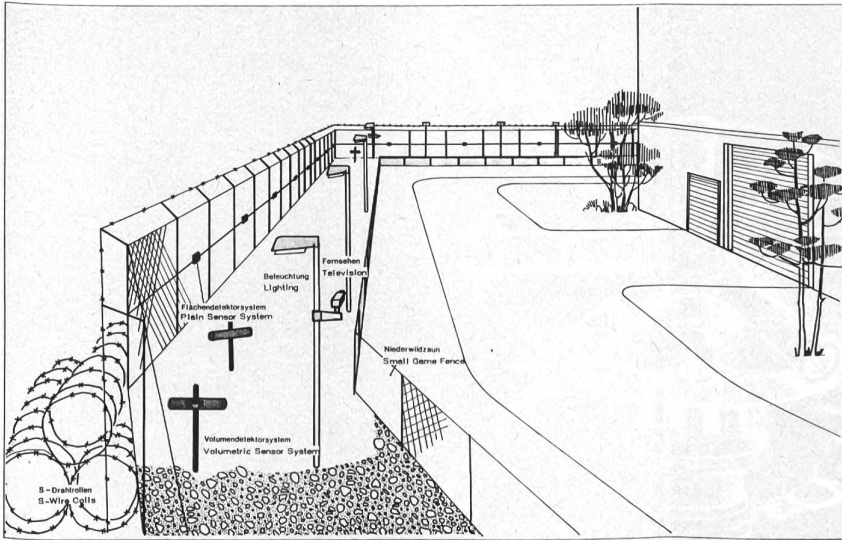 Fernsehen
Television
Beleuchtung
Lighting
Flächendetektorsystem
Plain Sensor System
Niederwildzaun
Small Game Fence
Volumendetektorsystem
Volumetric Sensor System
S-Drahtrollen
S-Wire Coils